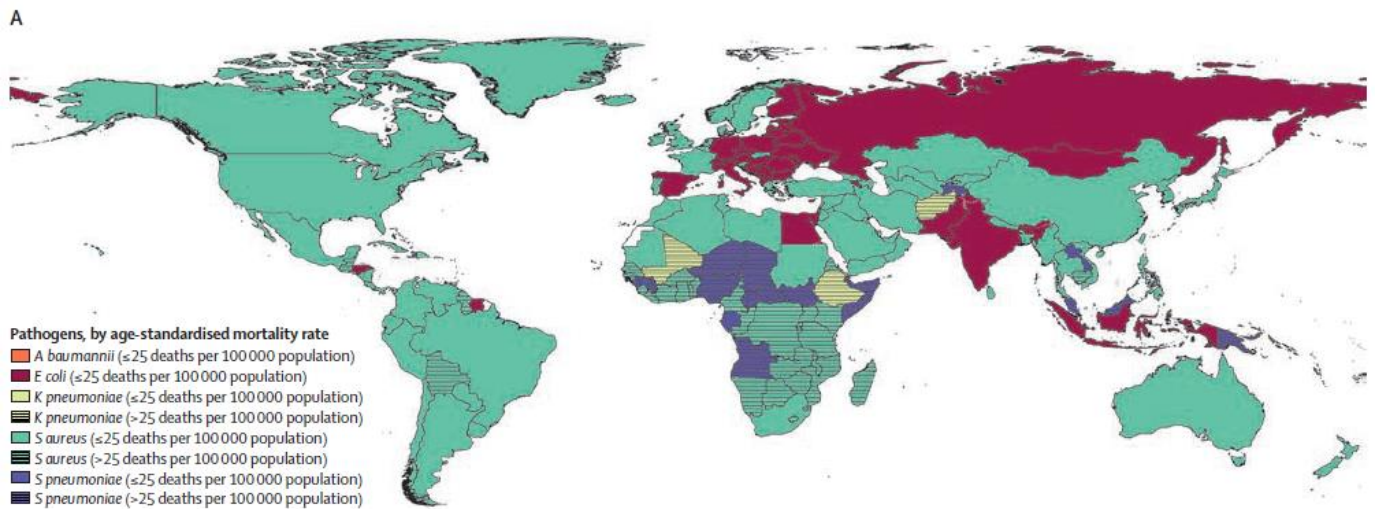 A
Pathogens, by age-standardised mortality rate
A baumannii (≤25 deaths per 100 000 population)
E coli (≤25 deaths per 100 000 population)
K pneumoniae (≤25 deaths per 100 000 population)
K pneumoniae (>25 deaths per 100 000 population)
S aureus (≤25 deaths per 100 000 population)
S aureus (>25 deaths per 100 000 population)
S pneumoniae (≤25 deaths per 100 000 population)
S pneumoniae (>25 deaths per 100 000 population)